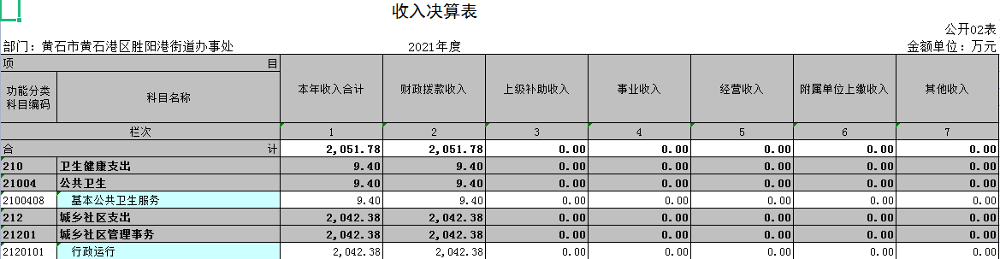 收入决算表
公开02表
部门：黄石市黄石港区胜阳港街道办事处 2021年度 金额单位：万元
项 目 本年收入合计 财政拨款收入 上级补助收入 事业收入 经营收入 附属单位上缴收入 其他收入
功能分类科目编码 科目名称
栏次 1 2 3 4 5 6 7
合 计 2,051.78 2,051.78 0.00 0.00 0.00 0.00 0.00
210 卫生健康支出 9.40 9.40 0.00 0.00 0.00 0.00 0.00
21004 公共卫生 9.40 9.40 0.00 0.00 0.00 0.00 0.00
2100408 基本公共卫生服务 9.40 9.40 0.00 0.00 0.00 0.00 0.00
212 城乡社区支出 2,042.38 2,042.38 0.00 0.00 0.00 0.00 0.00
21201 城乡社区管理事务 2,042.38 2,042.38 0.00 0.00 0.00 0.00 0.00
2120101 行政运行 2,042.38 2,042.38 0.00 0.00 0.00 0.00 0.00